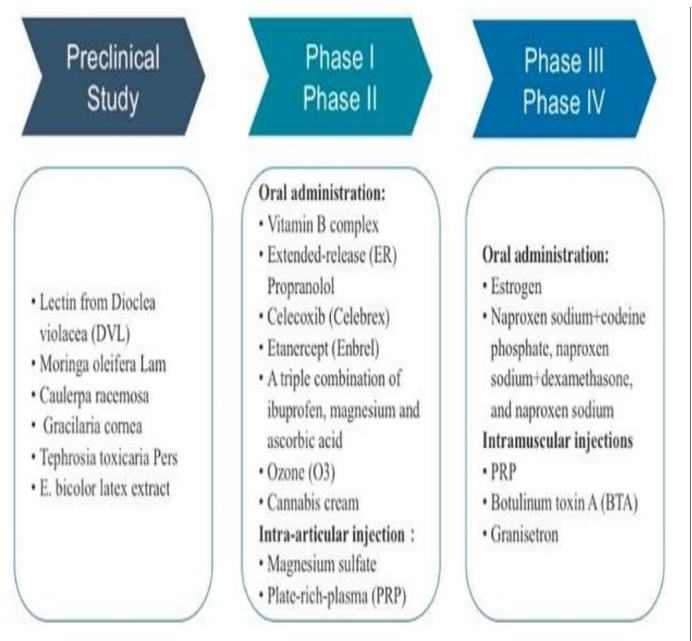 Preclinical
Study
• Lectin from Dioclea
violacea (DVL)
• Moringa oleifera Lam
• Caulerpa racemosa
• Gracilaria cornea
• Tephrosia toxicaria Pers
• E. bicolor latex extract
Phase I
Phase II
Oral administration:
• Vitamin B complex
• Extended-release (ER)
Propranolol
• Celecoxib (Celebrex)
• Etanercept (Enbrel)
• A triple combination of
ibuprofen, magnesium and
ascorbic acid
• Ozone (O3)
• Cannabis cream
Intra-articular injection：
• Magnesium sulfate
• Plate-rich-plasma (PRP)
Phase III
Phase IV
Oral administration:
• Estrogen
• Naproxen sodium+codeine
phosphate, naproxen
sodium+dexamethasone,
and naproxen sodium
Intramuscular injections
• PRP
• Botulinum toxin A (BTA)
• Granisetron